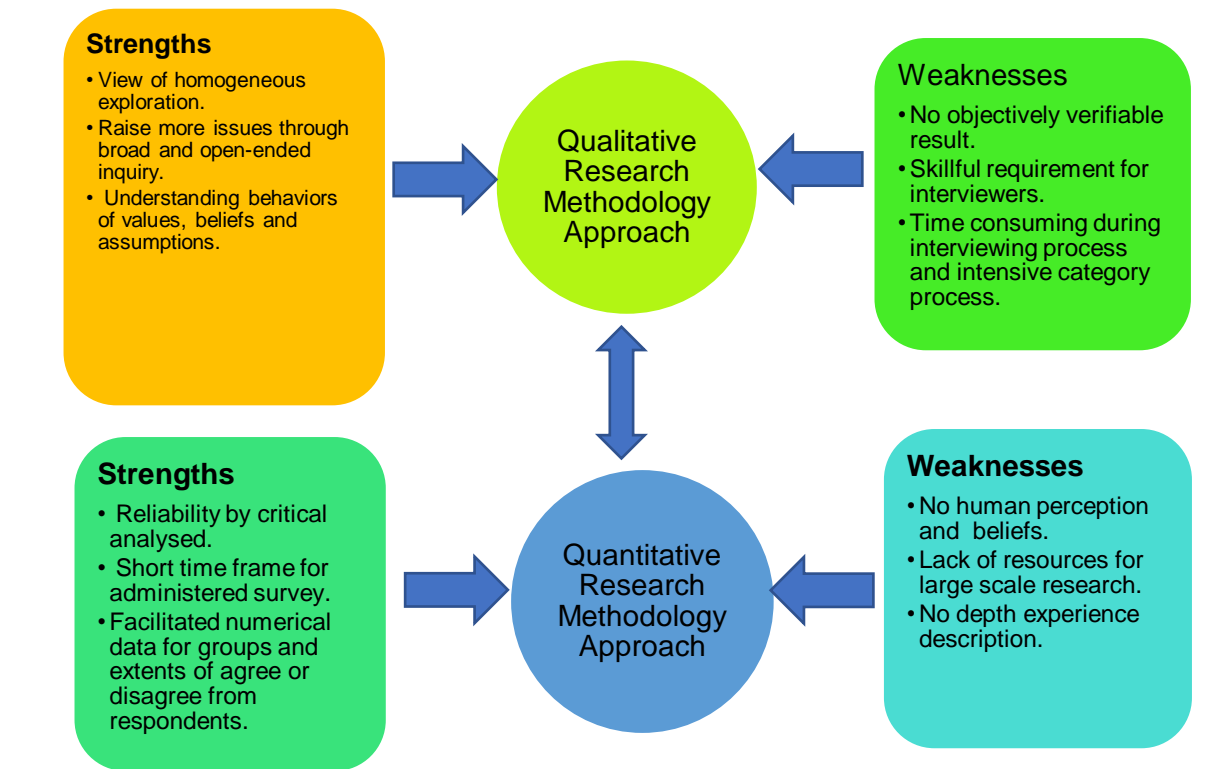 Strengths
• View of homogeneous
exploration.
• Raise more issues through
broad and open-ended
inquiry.
• Understanding behaviors
of values, beliefs and
assumptions.
Qualitative
Research
Methodology
Approach
Weaknesses
• No objectively verifiable
result.
• Skillful requirement for
interviewers.
• Time consuming during
interviewing process
and intensive category
process.
Strengths
• Reliability by critical
analysed.
• Short time frame for
administered survey.
• Facilitated numerical
data for groups and
extents of agree or
disagree from
respondents.
Quantitative
Research
Methodology
Approach
Weaknesses
• No human perception
and beliefs.
• Lack of resources for
large scale research.
• No depth experience
description.